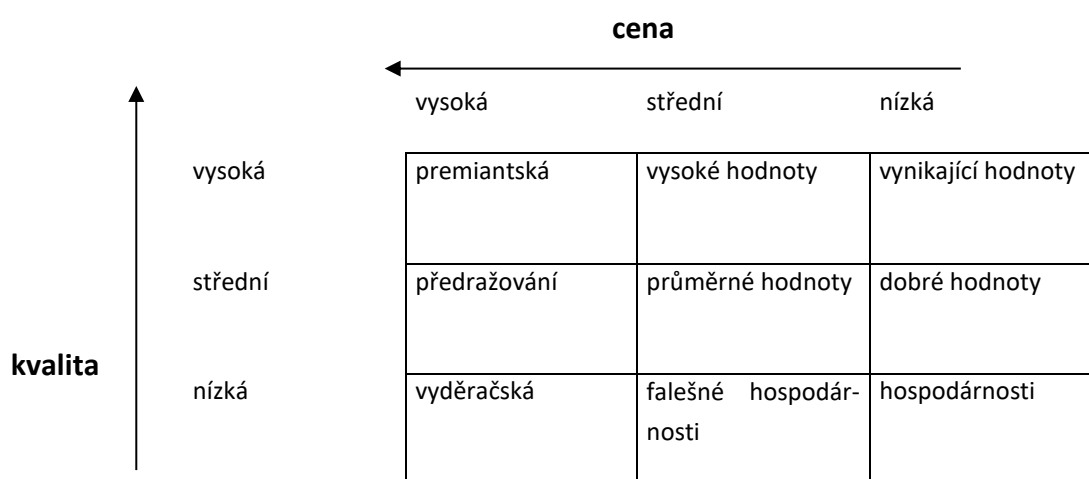 cena
vysoká střední nízká
vysoká premiantská vysoké hodnoty vynikající hodnoty
střední předražování průměrné hodnoty dobré hodnoty
kvalita
nízká vyděračská falešné hospodár- hospodárnosti
nosti